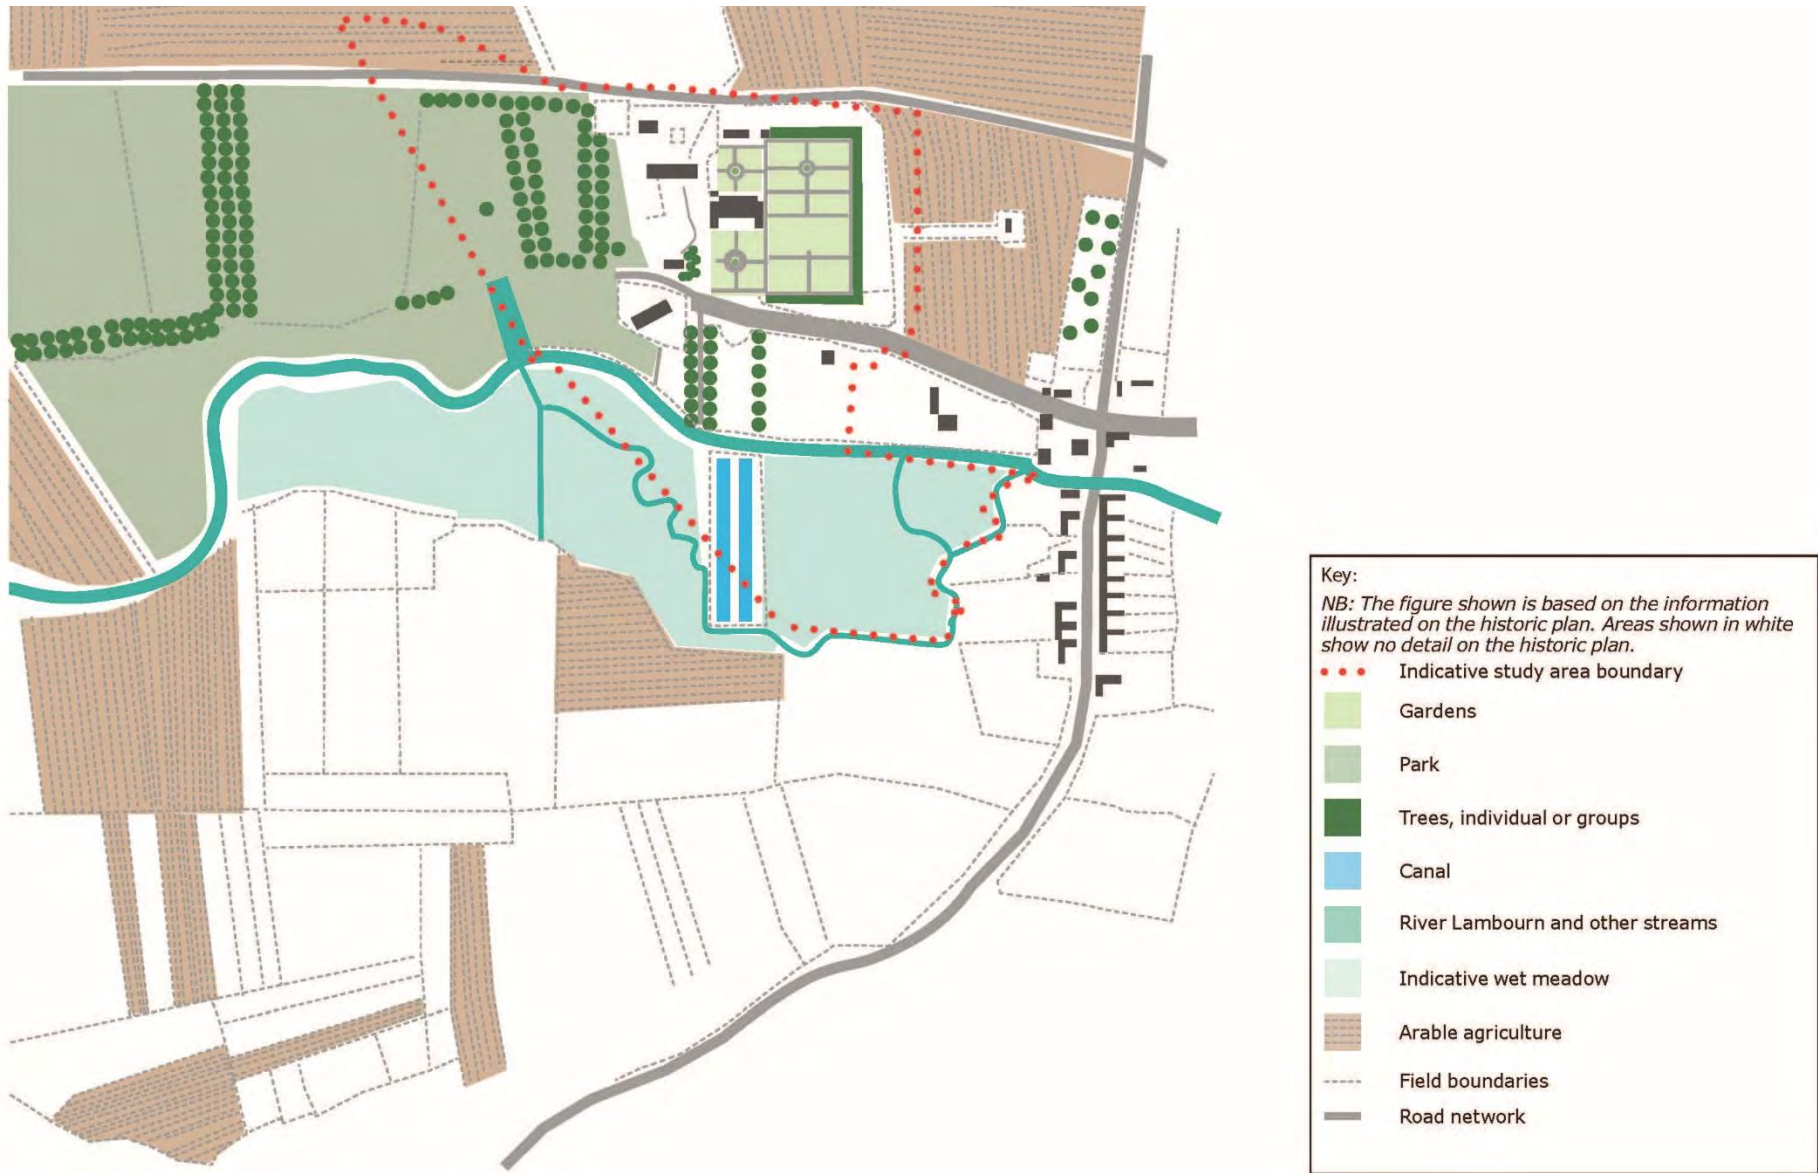 Key:
NB: The figure shown is based on the information
illustrated on the historic plan. Areas shown in white
show no detail on the historic plan.
Indicative study area boundary
Gardens
Park
Trees, individual or groups
Canal
River Lambourn and other streams
Indicative wet meadow
Arable agriculture
Field boundaries
Road network